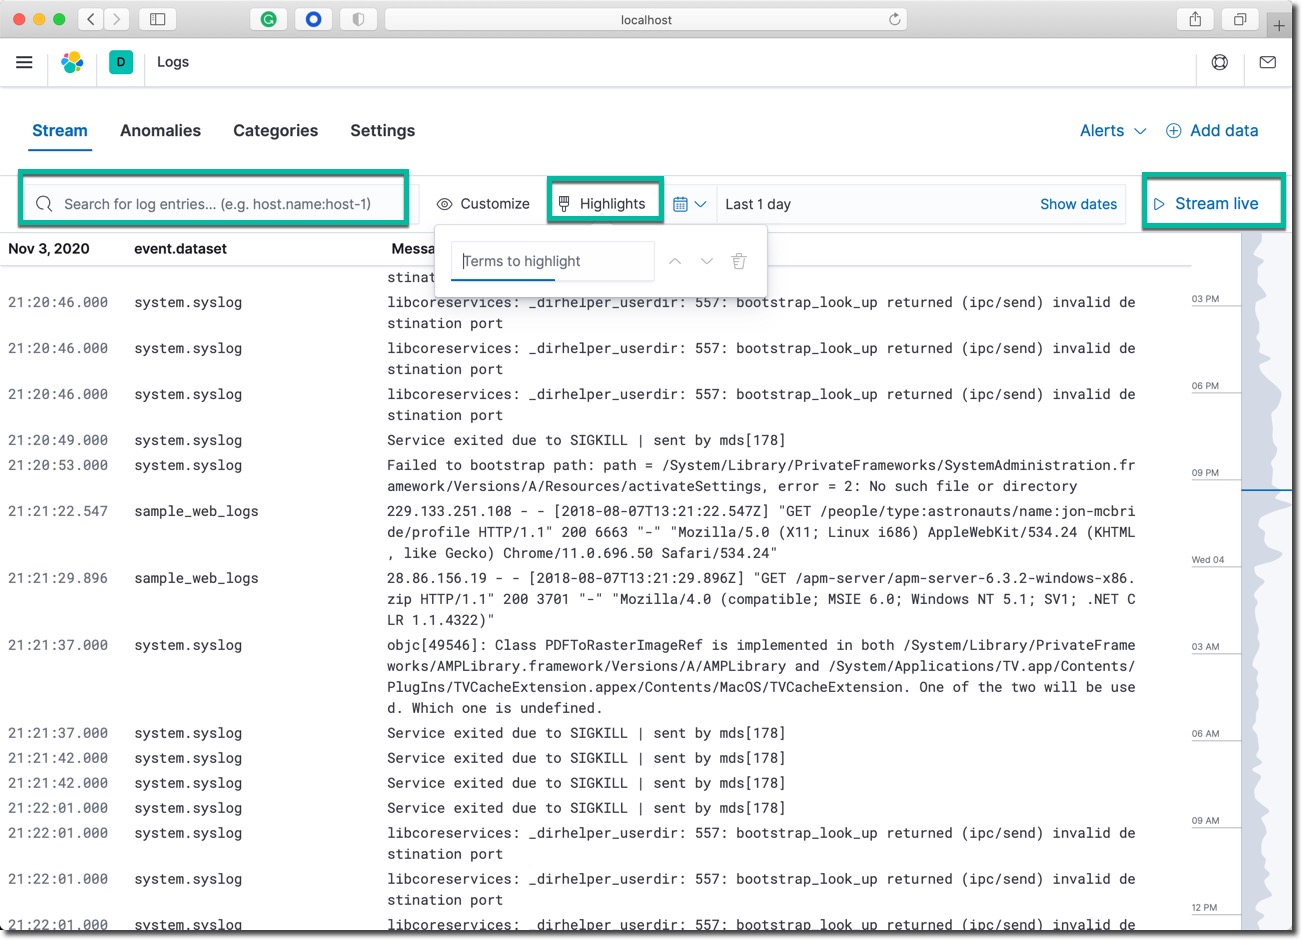 localhost
D
Logs
Stream
Anomalies
Categories
Settings
Alerts
Add data
Search for log entries... (e.g. host.name:host-1)
Customize
Highlights
Last 1 day
Show dates
Stream live
Nov 3, 2020
event.dataset
Messa
Terms to highlight
stinat
21:20:46.000 system.syslog libcoreservices: _dirhelper_userdir: 557: bootstrap_look_up returned (ipc/send) invalid de
stination port
21:20:46.000 system.syslog libcoreservices: _dirhelper_userdir: 557: bootstrap_look_up returned (ipc/send) invalid de
stination port
21:20:46.000 system.syslog libcoreservices: _dirhelper_userdir: 557: bootstrap_look_up returned (ipc/send) invalid de
stination port
21:20:49.000 system.syslog Service exited due to SIGKILL | sent by mds[178]
21:20:53.000 system.syslog Failed to bootstrap path: path = /System/Library/PrivateFrameworks/SystemAdministration.fr
amework/Versions/A/Resources/activateSettings, error = 2: No such file or directory
21:21:22.547 sample_web_logs 229.133.251.108 - - [2018-08-07T13:21:22.547Z] "GET /people/type:astronauts/name:jon-mcbr
ide/profile HTTP/1.1" 200 6663 "-" "Mozilla/5.0 (X11; Linux i686) AppleWebKit/534.24 (KHTML
, like Gecko) Chrome/11.0.696.50 Safari/534.24"
21:21:29.896 sample_web_logs 28.86.156.19 - - [2018-08-07T13:21:29.896Z] "GET /apm-server/apm-server-6.3.2-windows-x86.
zip HTTP/1.1" 200 3701 "-" "Mozilla/4.0 (compatible; MSIE 6.0; Windows NT 5.1; SV1; .NET C
LR 1.1.4322)"
21:21:37.000 system.syslog objc[49546]: Class PDFToRasterImageRef is implemented in both /System/Library/PrivateFrame
works/AMPLibrary.framework/Versions/A/AMPLibrary and /System/Applications/TV.app/Contents/
PlugIns/TVCacheExtension.appex/Contents/MacOS/TVCacheExtension. One of the two will be use
d. Which one is undefined.
21:21:37.000 system.syslog Service exited due to SIGKILL | sent by mds[178]
21:21:42.000 system.syslog Service exited due to SIGKILL | sent by mds[178]
21:21:42.000 system.syslog Service exited due to SIGKILL | sent by mds[178]
21:22:01.000 system.syslog Service exited due to SIGKILL | sent by mds[178]
21:22:01.000 system.syslog libcoreservices: _dirhelper_userdir: 557: bootstrap_look_up returned (ipc/send) invalid de
stination port
21:22:01.000 system.syslog libcoreservices: _dirhelper_userdir: 557: bootstrap_look_up returned (ipc/send) invalid de
stination port
21:22:01.000 system.syslog libcoreservices: _dirhelper_userdir: 557: bootstrap_look_up returned (ipc/send) invalid de
03 PM
06 PM
09 PM
Wed 04
03 AM
06 AM
09 AM
12 PM